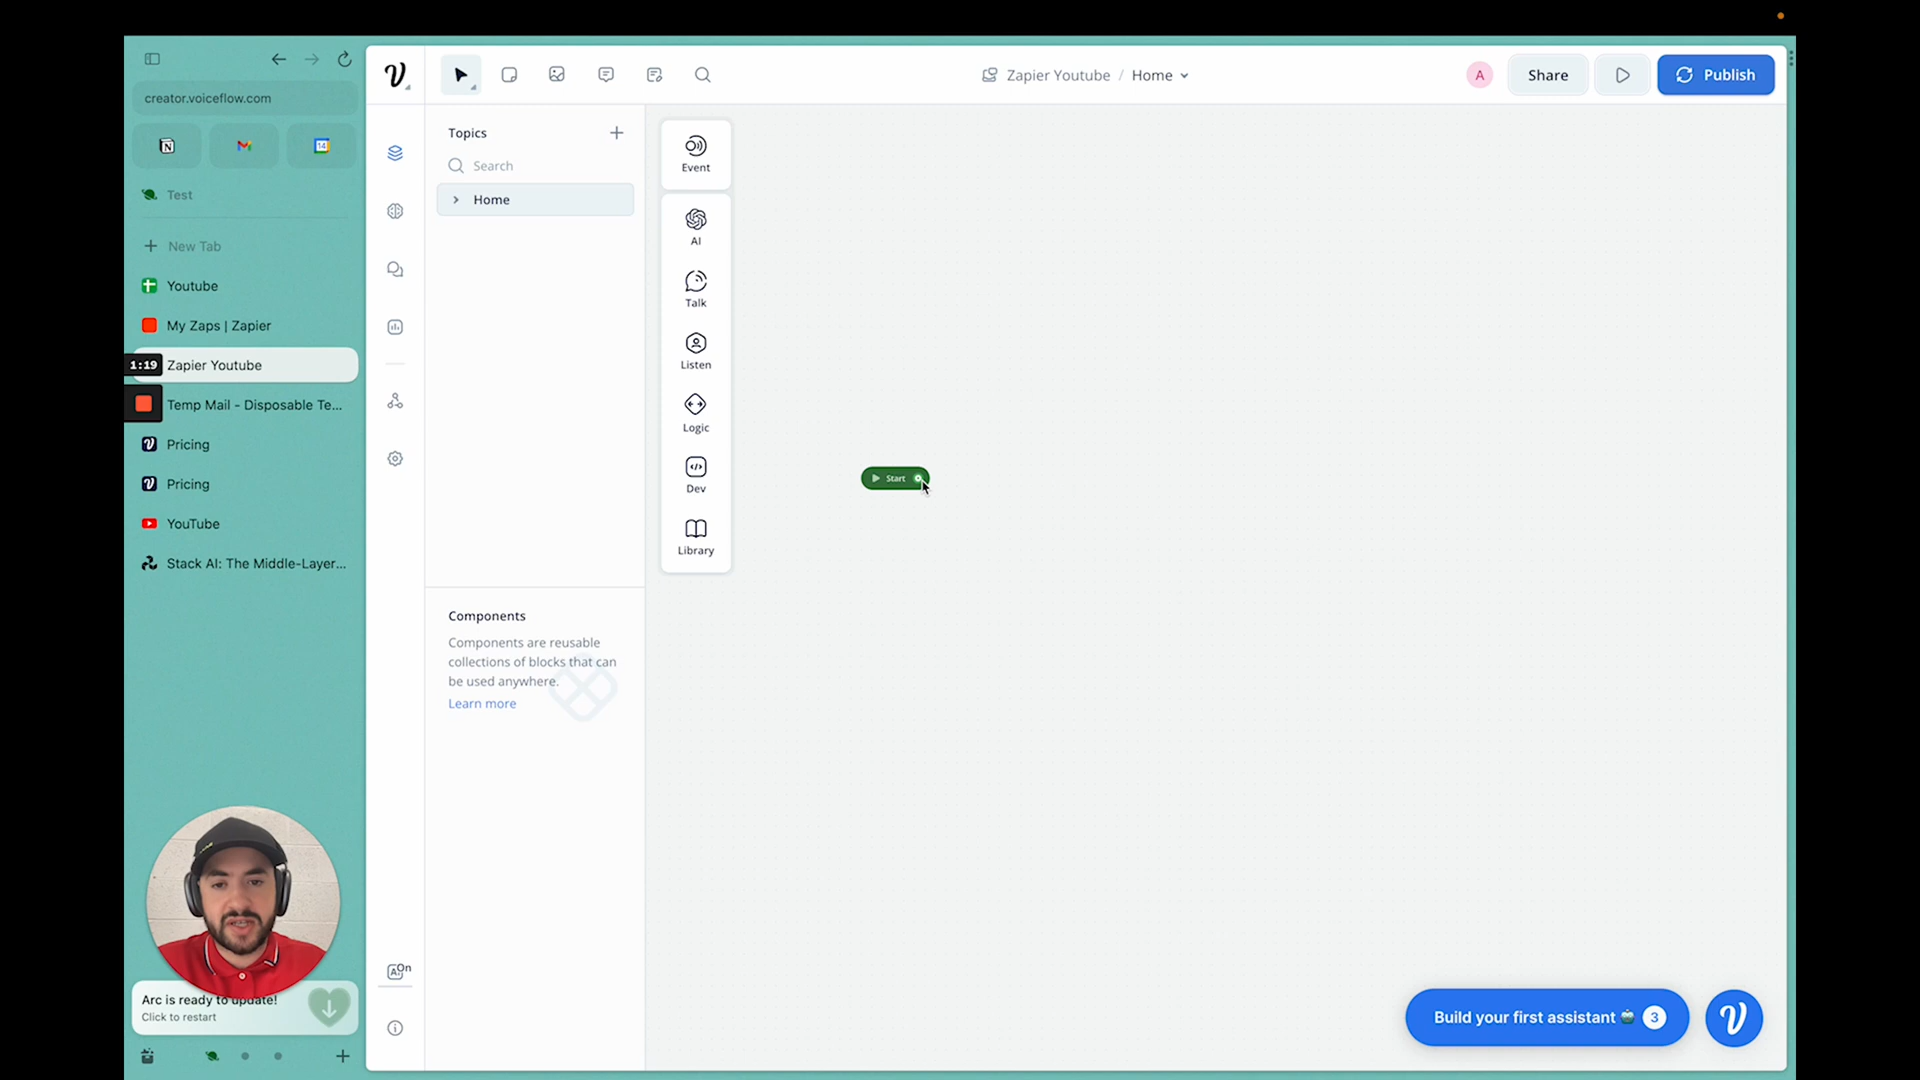 creator.voiceflow.com
14
Test
New Tab
Youtube
My Zaps | Zapier
1:19
Zapier Youtube
Temp Mail - Disposable Te...
Pricing
Pricing
YouTube
Stack AI: The Middle-Layer...
Arc is ready to update!
Click to restart
Zapier Youtube / Home
A
Share
Publish
Topics
Search
Home
Event
AI
Talk
Listen
Logic
Dev
Library
Start
Components
Components are reusable
collections of blocks that can
be used anywhere.
Learn more
On
Build your first assistant 3